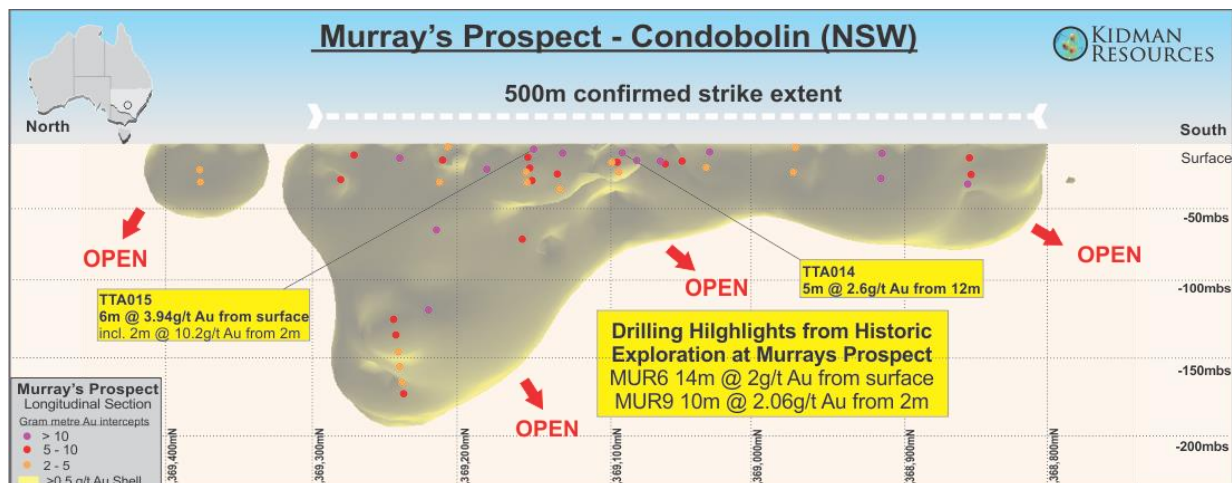 Murray's Prospect - Condobolin (NSW)
KIDMAN
RESOURCES
500m confirmed strike extent
North
South
Surface
-50mbs
OPEN
OPEN
OPEN
-100mbs
TTA014
5m @ 2.6g/t Au from 12m
TTA015
6m @ 3.94g/t Au from surface
incl. 2m @ 10.2g/t Au from 2m
Drilling Hilghlights from Historic
Exploration at Murrays Prospect
MUR6 14m @ 2g/t Au from surface
MUR9 10m @ 2.06g/t Au from 2m
-150mbs
OPEN
-200mbs
Murray's Prospect
Longitudinal Section
Gram metre Au intercepts
> 10
5 - 10
2 - 5
>0.5 g/t Au Shell
,369,400mN
,369,300mN
,369,200mN
,369,100mN
,369,000mN
,368,900mN
,368,800mN